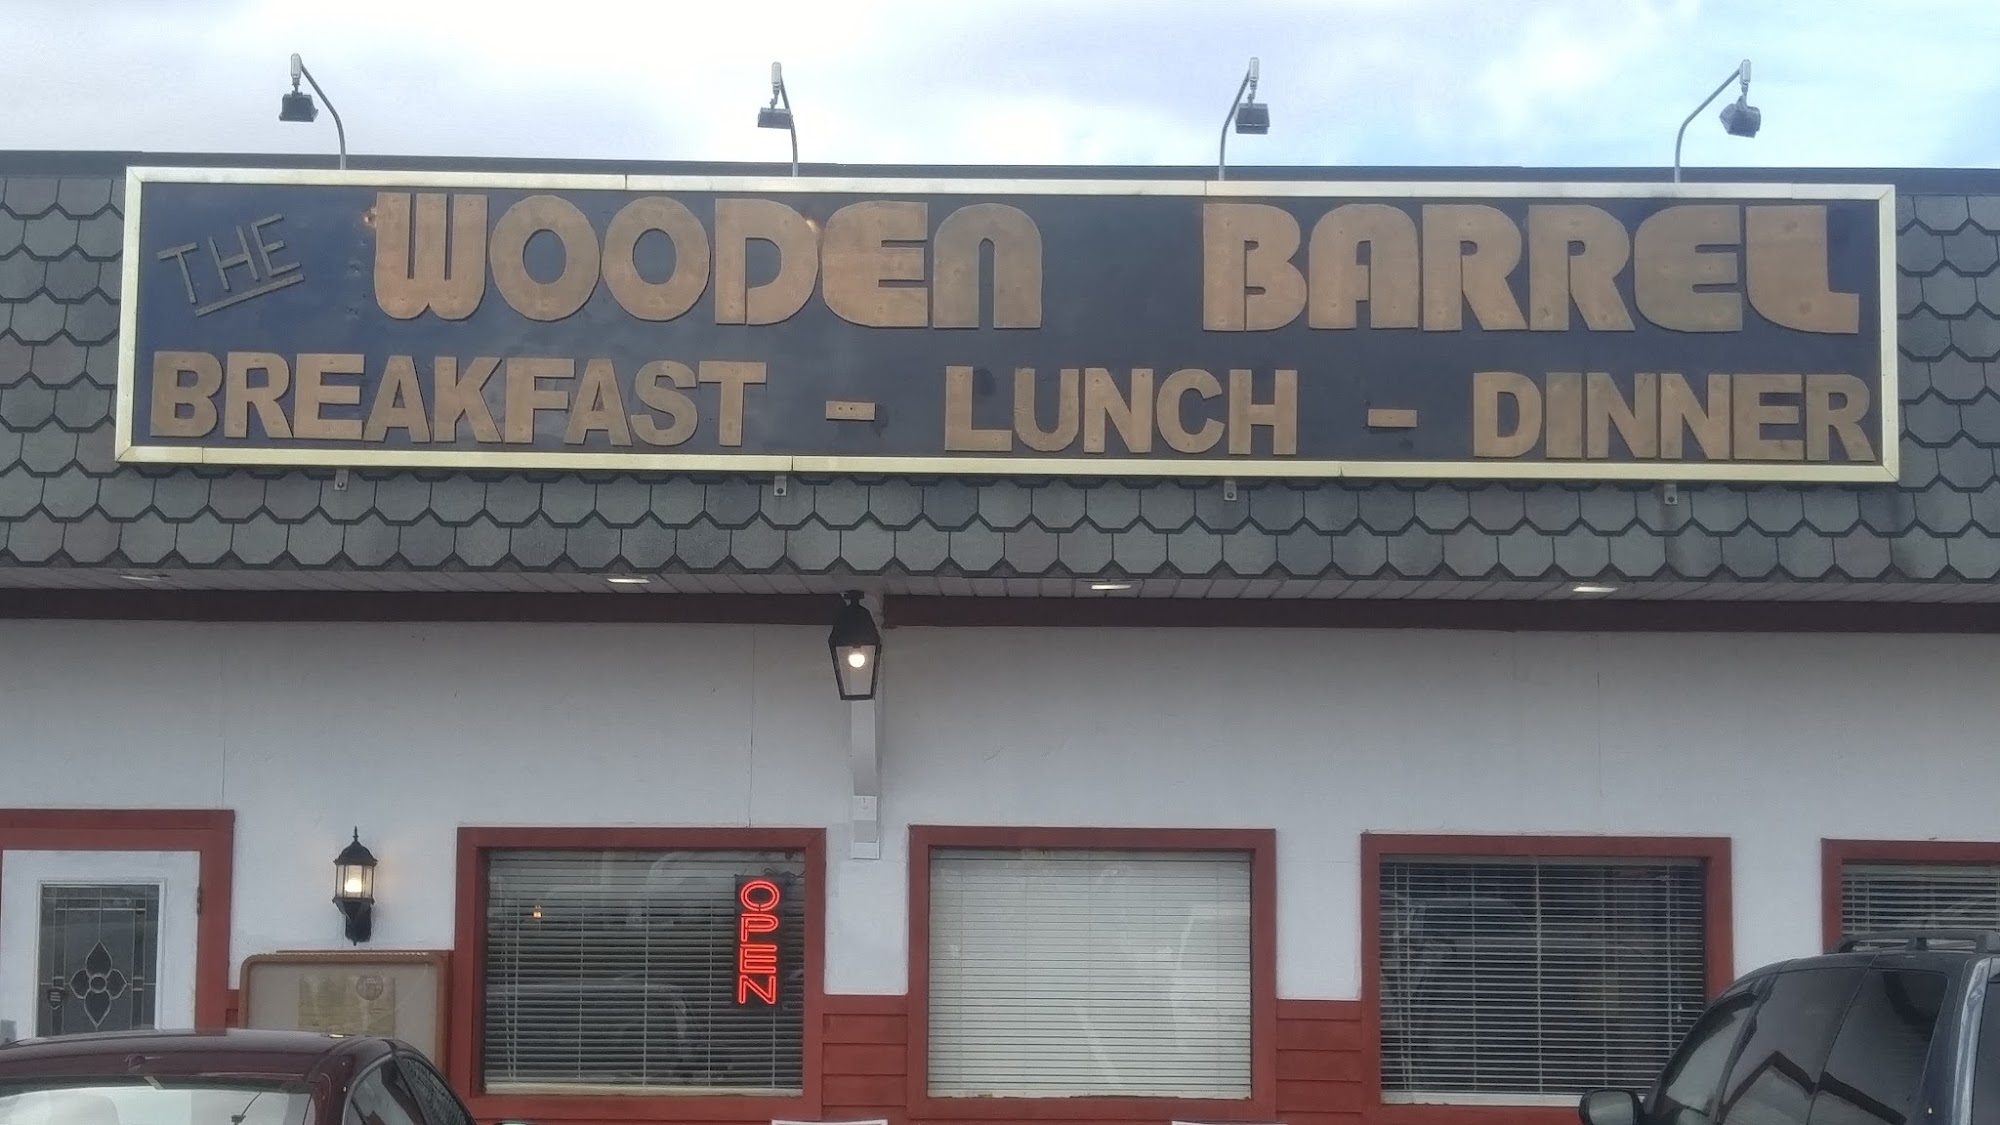 THE WOODEN BARREL
BREAKFAST - LUNCH - DINNER
OPEN